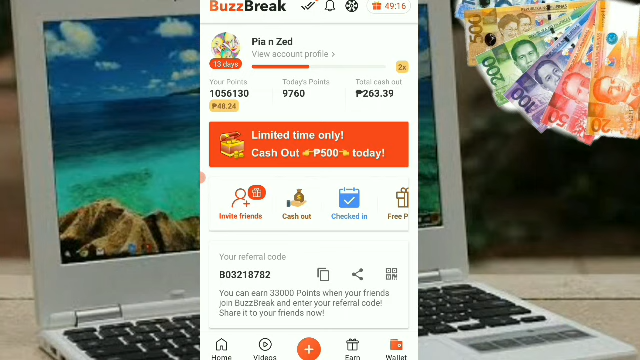 BuzzBreak
49:16
Pia n Zed
View account profile >
13 days
2x
Your Points
Today's Points
Total cash out
1056130
9760
₱263.39
₱48.24
Limited time only!
Cash Out 👉₱500👈 today!
Invite friends
Cash out
Checked in
Free P
Your referral code
B03218782
You can earn 33000 Points when your friends
join BuzzBreak and enter your referral code!
Share it to your friends now!
Home
Videos
Earn
Wallet